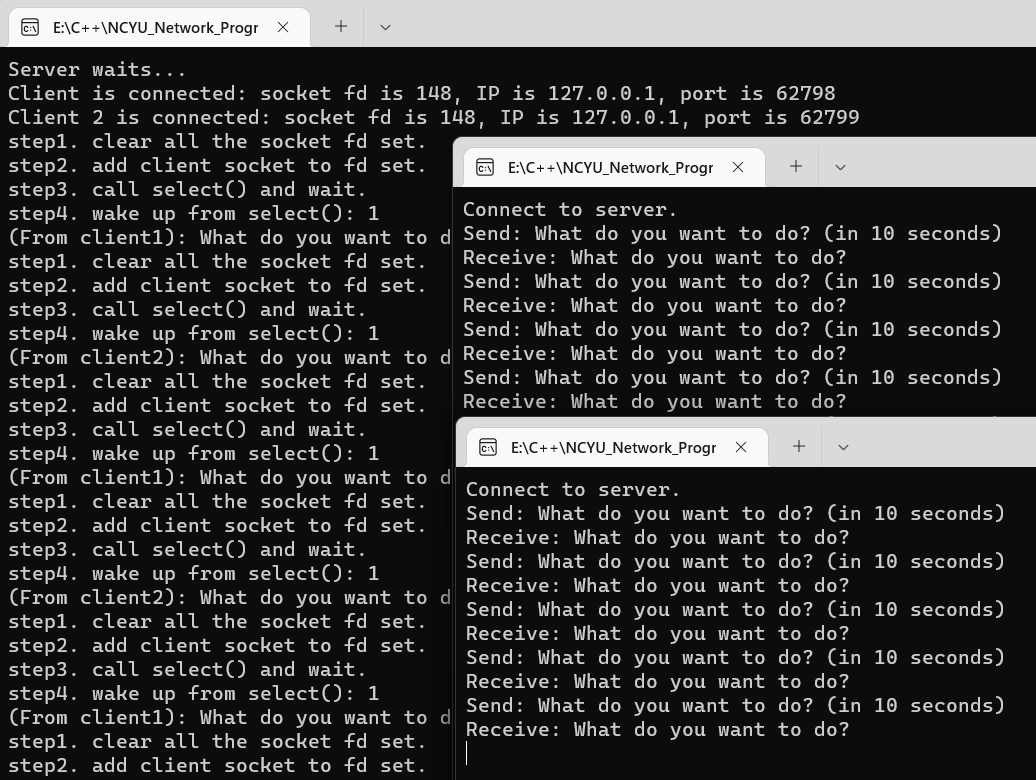 E:\C++\NCYU_Network_Progr
Server waits...
Client is connected: socket fd is 148, IP is 127.0.0.1, port is 62798
Client 2 is connected: socket fd is 148, IP is 127.0.0.1, port is 62799
step1. clear all the socket fd set.
step2. add client socket to fd set.
step3. call select() and wait.
step4. wake up from select(): 1
(From client1): What do you want to d
step1. clear all the socket fd set.
step2. add client socket to fd set.
step3. call select() and wait.
step4. wake up from select(): 1
(From client2): What do you want to d
step1. clear all the socket fd set.
step2. add client socket to fd set.
step3. call select() and wait.
step4. wake up from select(): 1
(From client1): What do you want to d
step1. clear all the socket fd set.
step2. add client socket to fd set.
step3. call select() and wait.
step4. wake up from select(): 1
(From client2): What do you want to d
step1. clear all the socket fd set.
step2. add client socket to fd set.
step3. call select() and wait.
step4. wake up from select(): 1
(From client1): What do you want to d
step1. clear all the socket fd set.
step2. add client socket to fd set.
E:\C++\NCYU_Network_Progr
Connect to server.
Send: What do you want to do? (in 10 seconds)
Receive: What do you want to do?
Send: What do you want to do? (in 10 seconds)
Receive: What do you want to do?
Send: What do you want to do? (in 10 seconds)
Receive: What do you want to do?
Send: What do you want to do? (in 10 seconds)
Receive: What do you want to do?
E:\C++\NCYU_Network_Progr
Connect to server.
Send: What do you want to do? (in 10 seconds)
Receive: What do you want to do?
Send: What do you want to do? (in 10 seconds)
Receive: What do you want to do?
Send: What do you want to do? (in 10 seconds)
Receive: What do you want to do?
Send: What do you want to do? (in 10 seconds)
Receive: What do you want to do?
Send: What do you want to do? (in 10 seconds)
Receive: What do you want to do?